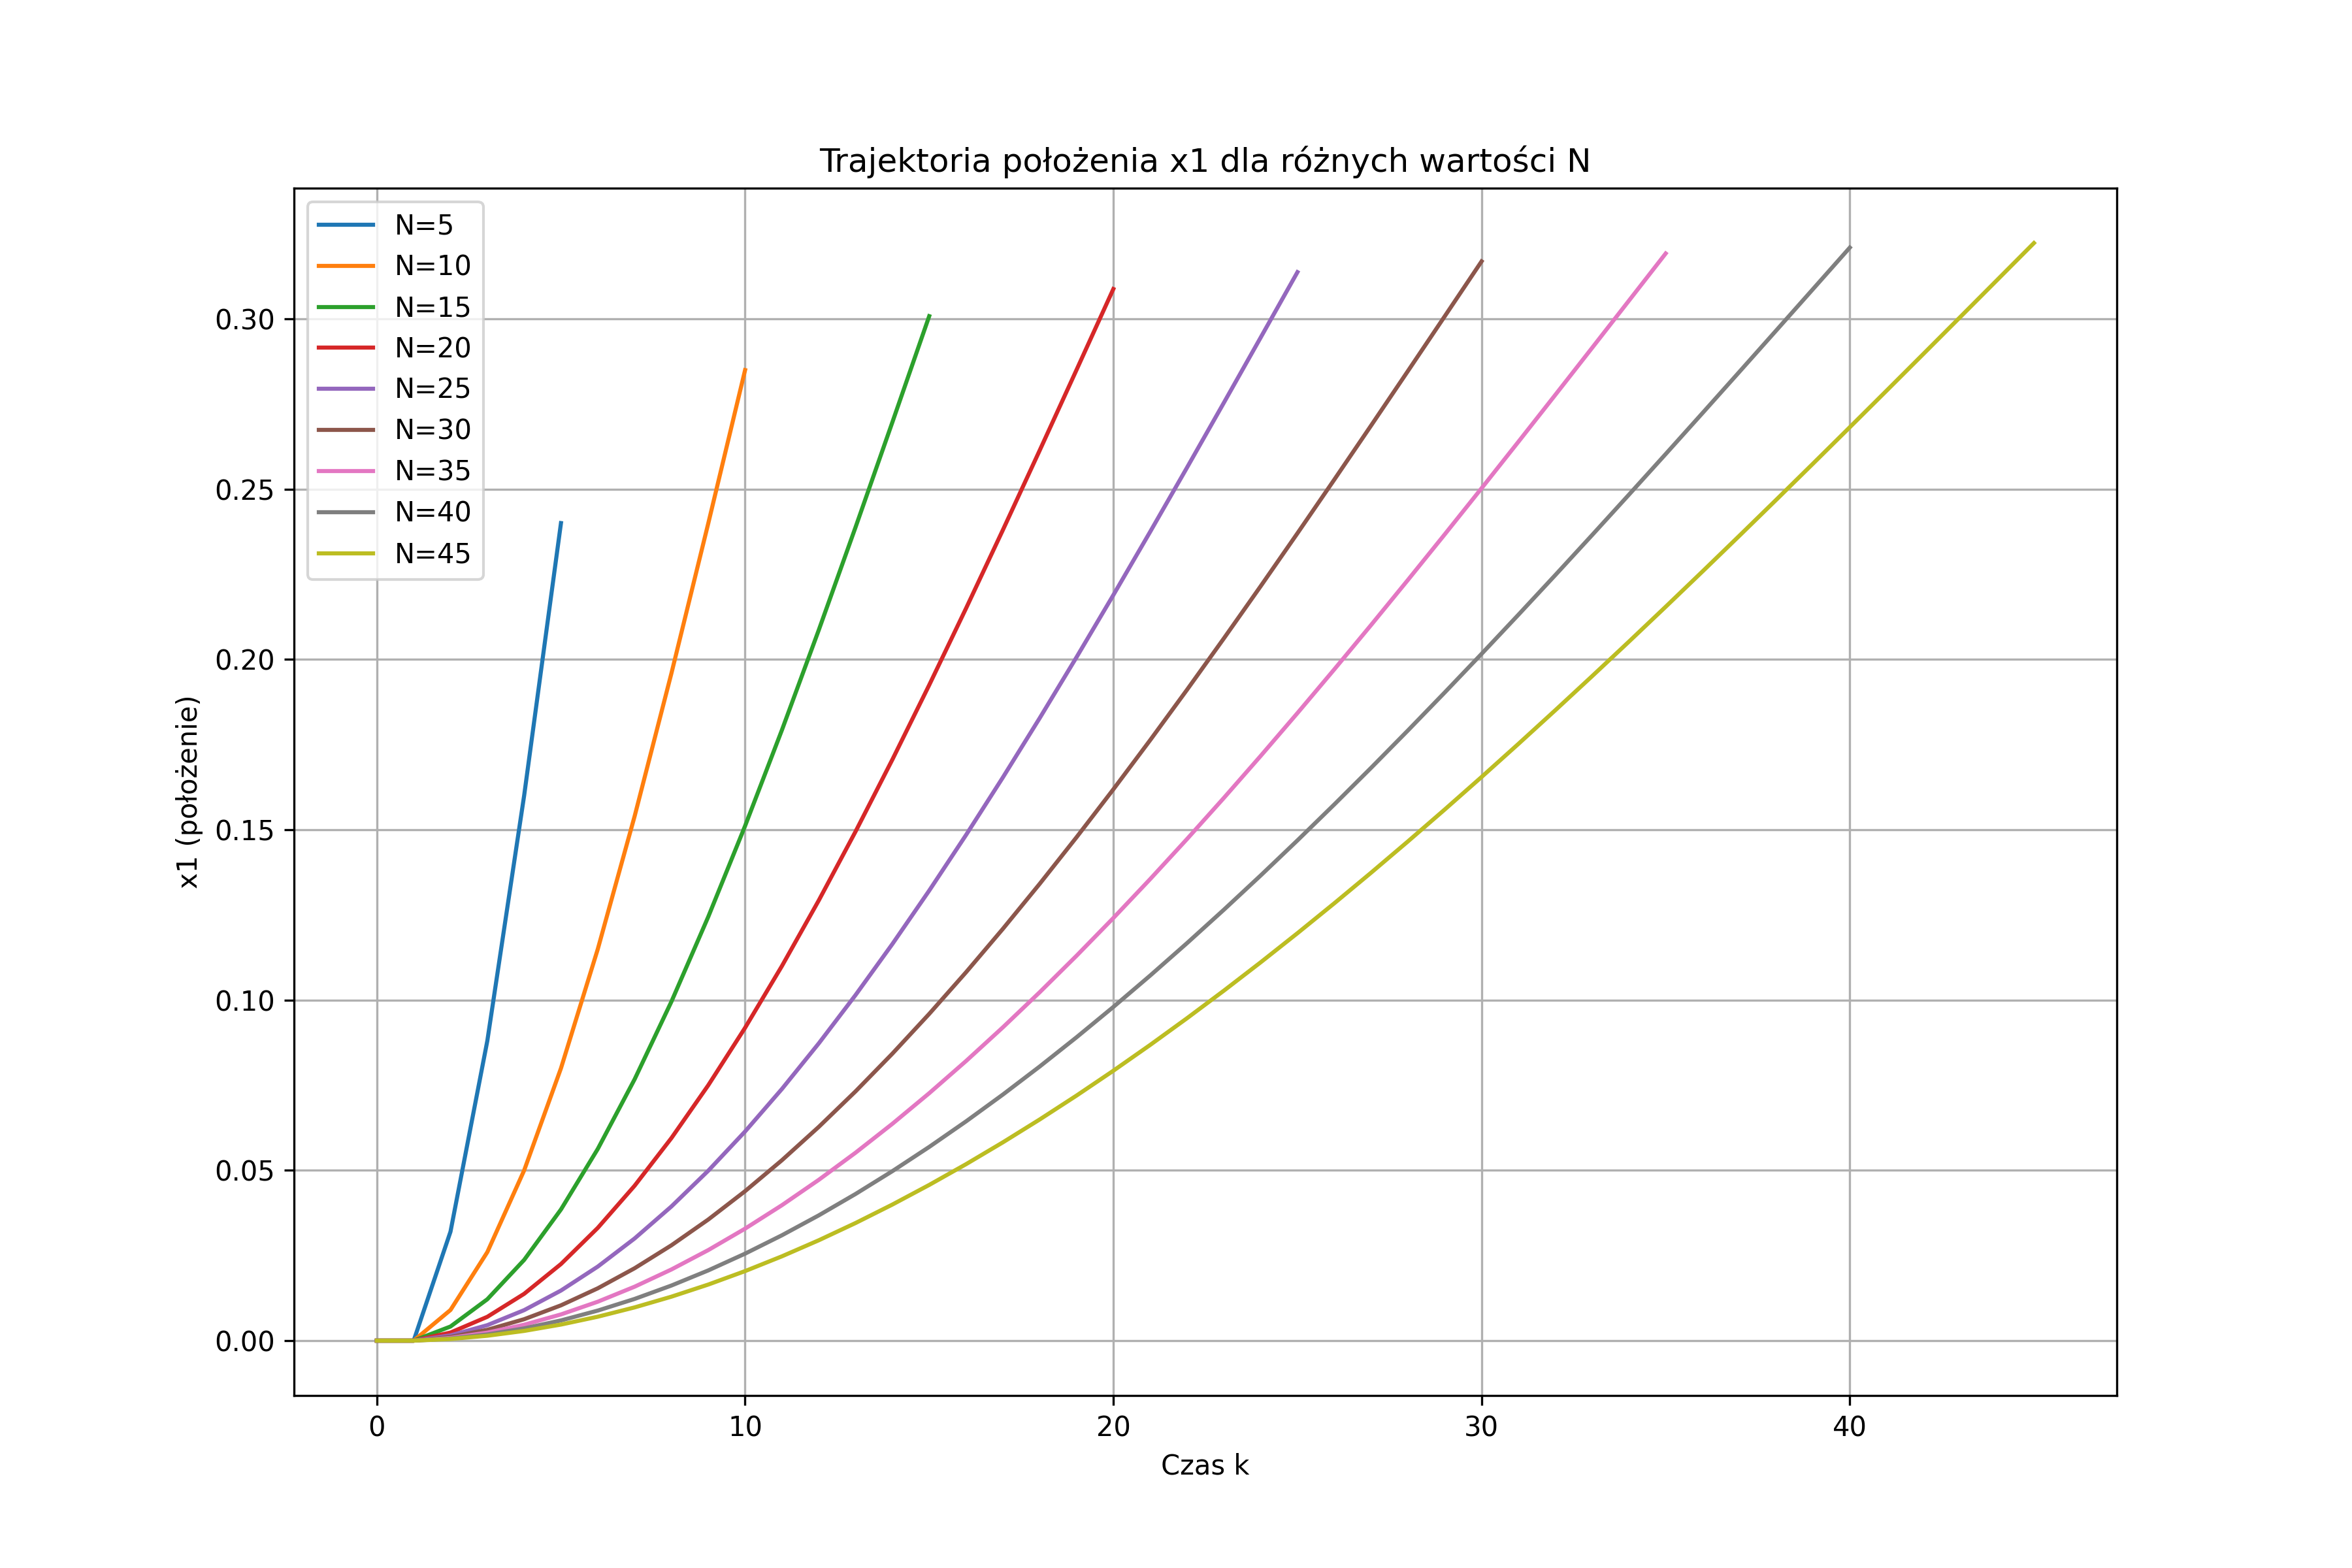 Trajektoria położenia x1 dla różnych wartości N
N=5
N=10
N=15
N=20
N=25
N=30
N=35
N=40
N=45
0.30
0.25
0.20
0.15
0.10
0.05
0.00
x1 (położenie)
0 10 20 30 40
Czas k